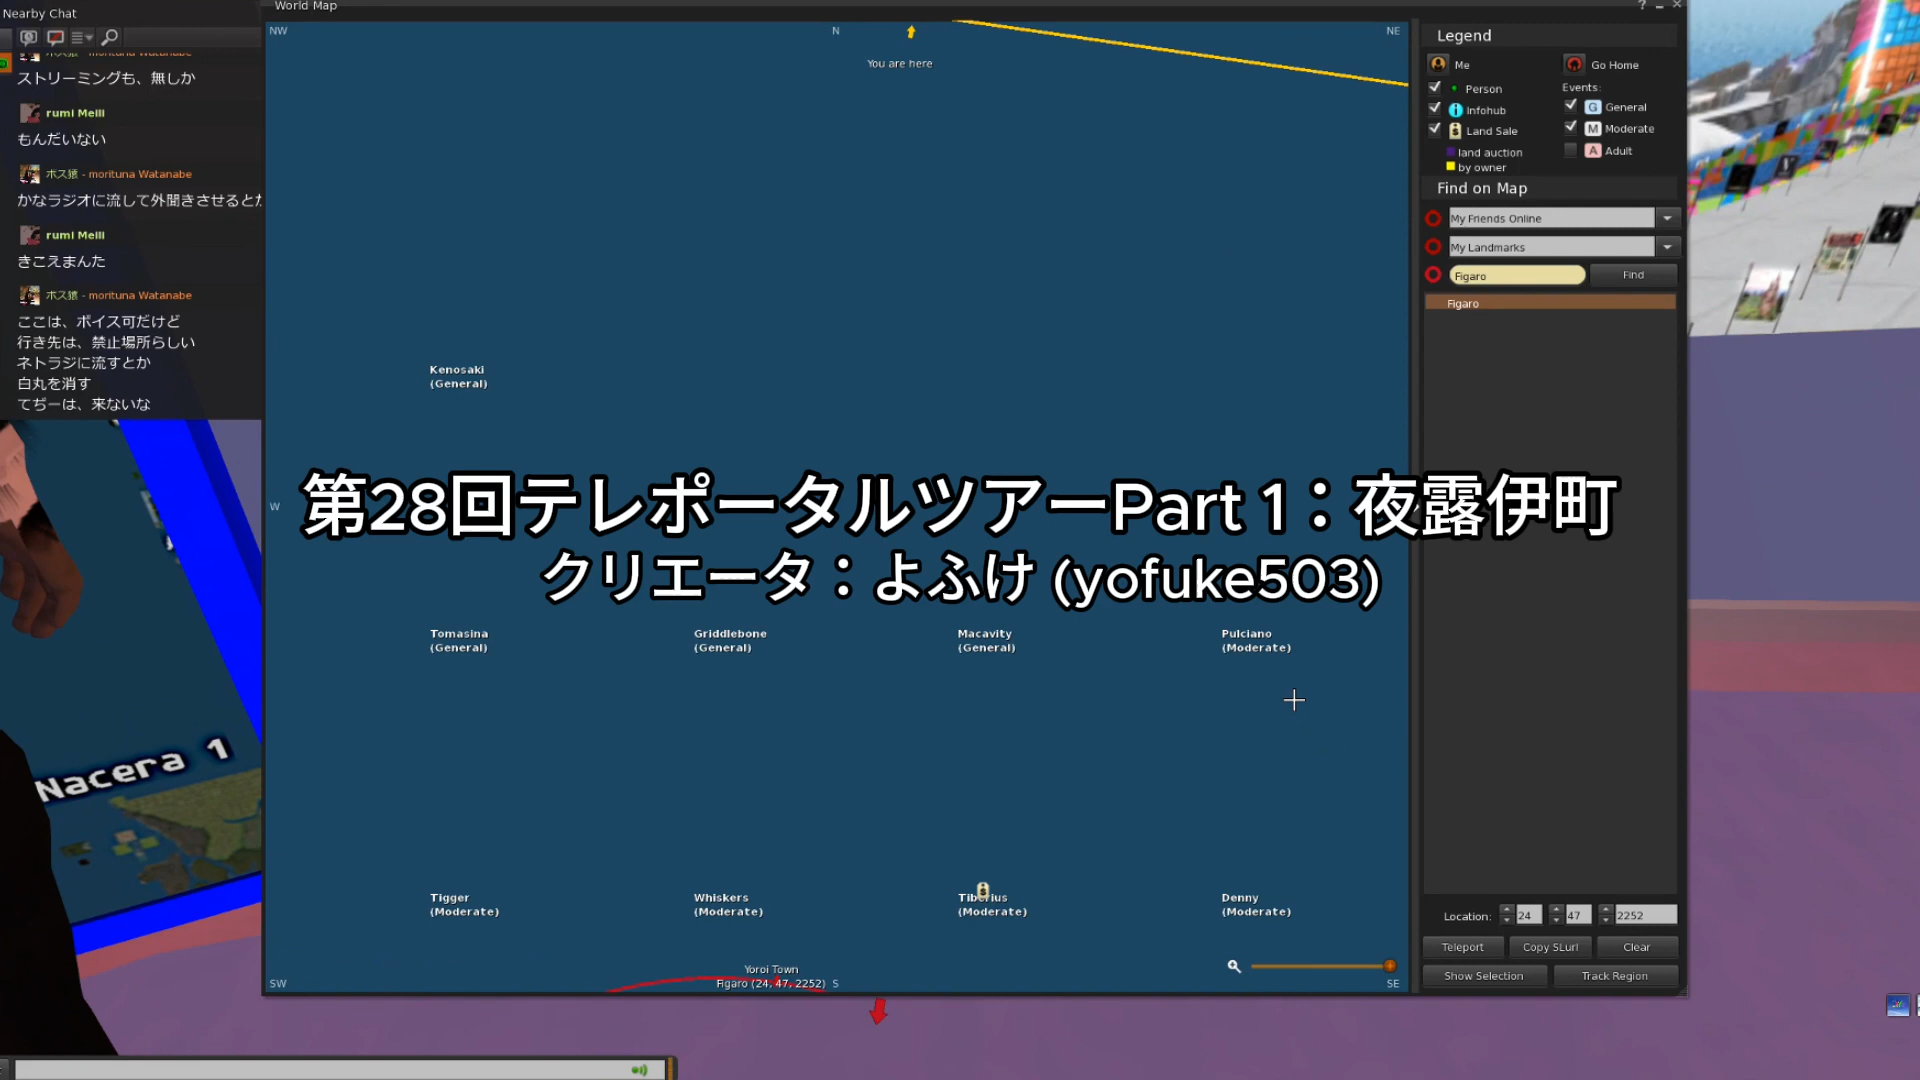 Nearby Chat
ストリーミングも、無しか
rumi Meili
もんだいない
ボス猿 - morituna Watanabe
かなラジオに流して外聞きさせると
rumi Meili
きこえまんた
ボス猿 - morituna Watanabe
ここは、ボイス可だけど
行き先は、禁止場所らしい
ネトラジに流すとか
白丸を消す
てぢーは、来ないな
World Map
NW
N
NE
You are here
Kenosaki
(General)
W
第28回テレポータルツアーPart 1：夜露伊町
クリエータ：よふけ (yofuke503)
Tomasina
(General)
Griddlebone
(General)
Macavity
(General)
Pulciano
(Moderate)
Tigger
(Moderate)
Whiskers
(Moderate)
Tiberius
(Moderate)
Denny
(Moderate)
Yoroi Town
Figaro (24, 47, 2252)
SW
S
SE
Legend
Me
Go Home
Person
Events:
Infohub
G General
Land Sale
M Moderate
land auction
A Adult
by owner
Find on Map
My Friends Online
My Landmarks
Figaro
Find
Figaro
Location: 24 47 2252
Teleport
Copy SLurl
Clear
Show Selection
Track Region
Nacera 1